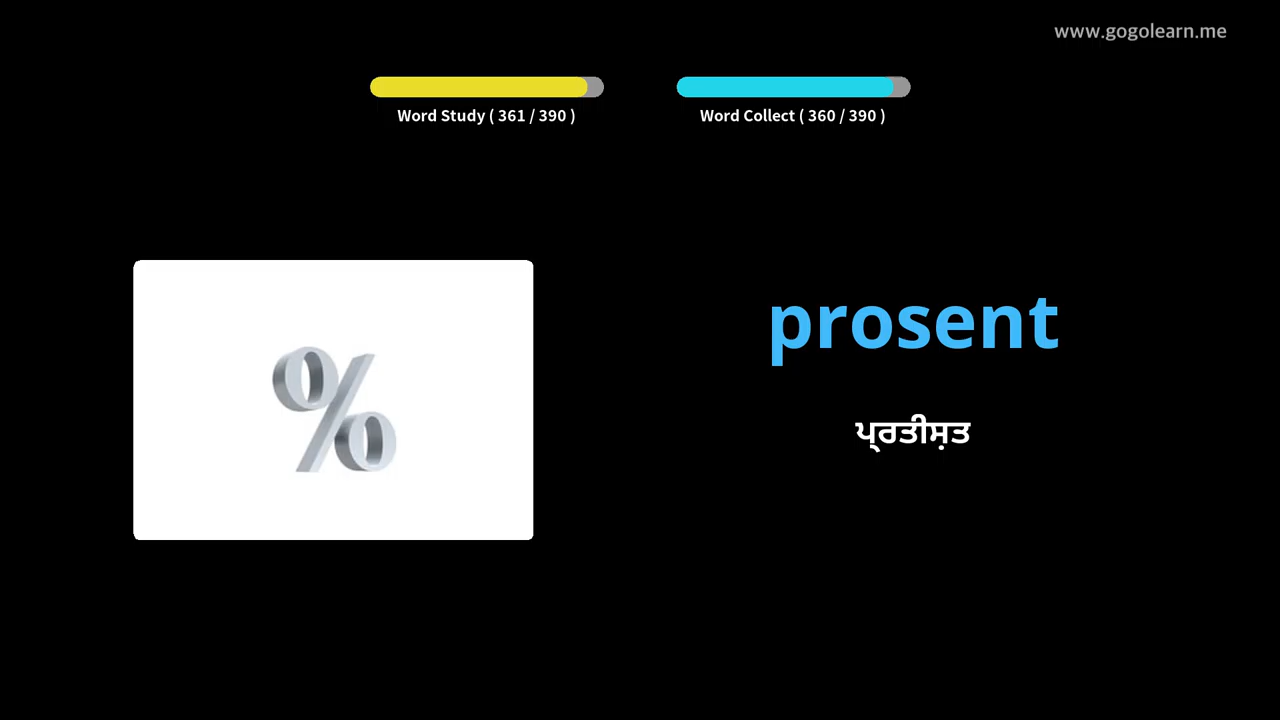 www.gogolearn.me
Word Study ( 361 / 390 )
Word Collect ( 360 / 390 )
%
prosent
ਪ੍ਰਤੀਸ਼ਤ